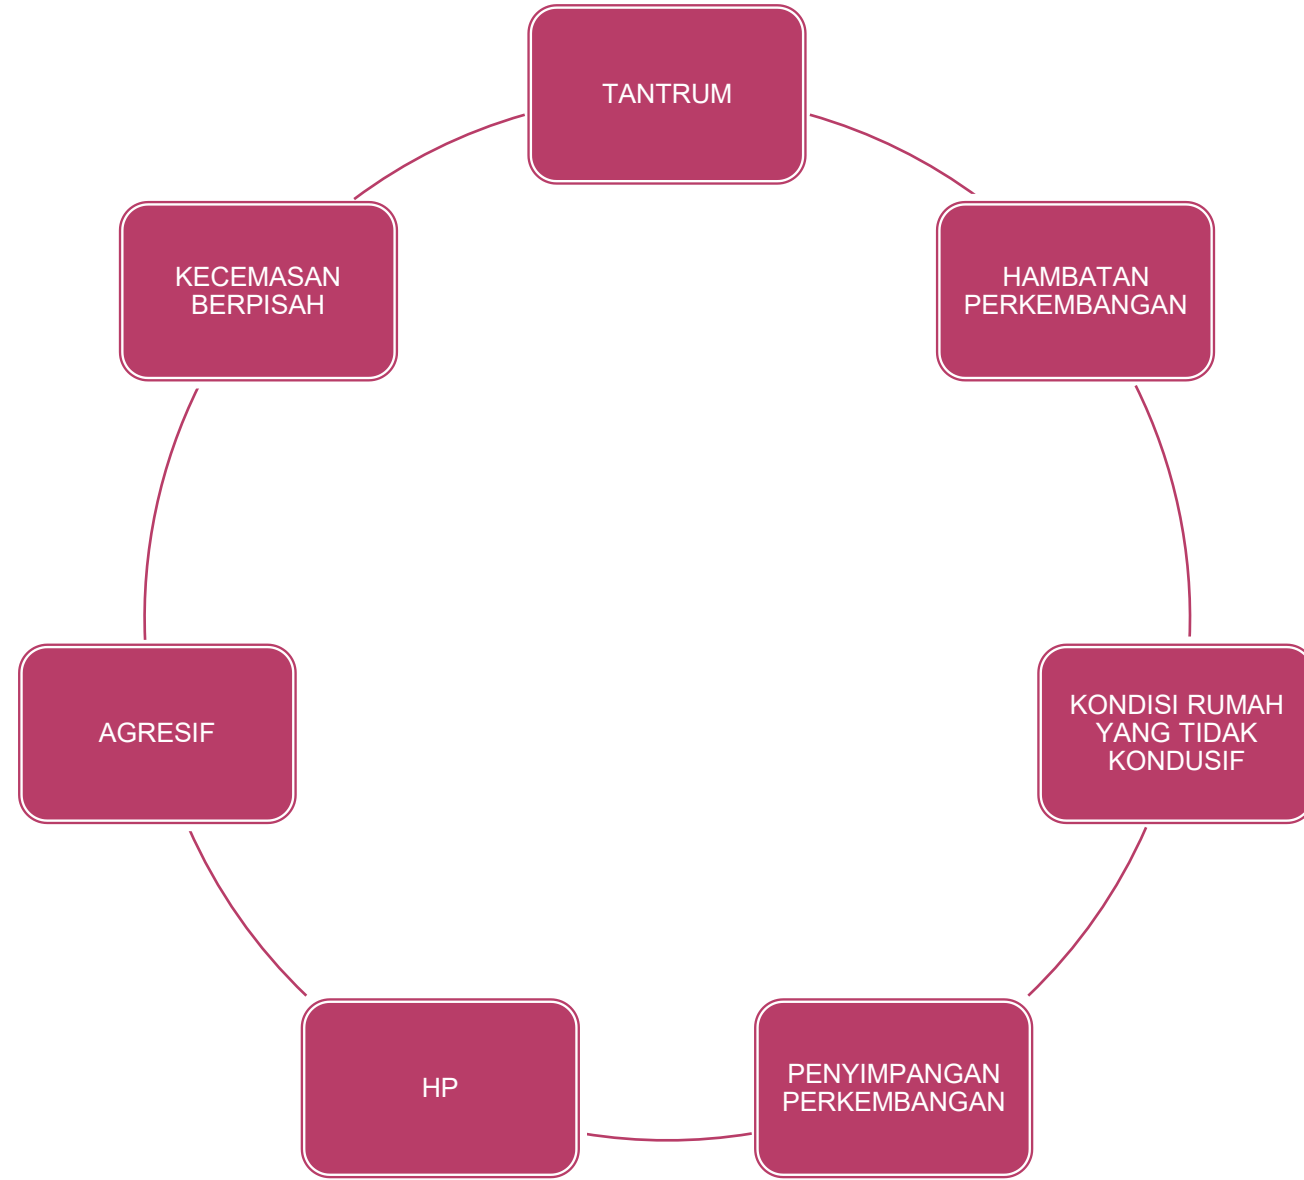 TANTRUM
HAMBATAN
PERKEMBANGAN
KONDISI RUMAH
YANG TIDAK
KONDUSIF
PENYIMPANGAN
PERKEMBANGAN
HP
AGRESIF
KECEMASAN
BERPISAH